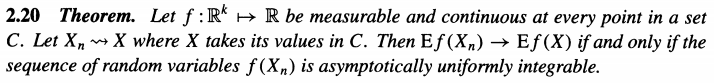 2.20 Theorem. Let f : ℝᵏ ↦ ℝ be measurable and continuous at every point in a set
C. Let Xₙ ⇝ X where X takes its values in C. Then Ef(Xₙ) → Ef(X) if and only if the
sequence of random variables f(Xₙ) is asymptotically uniformly integrable.